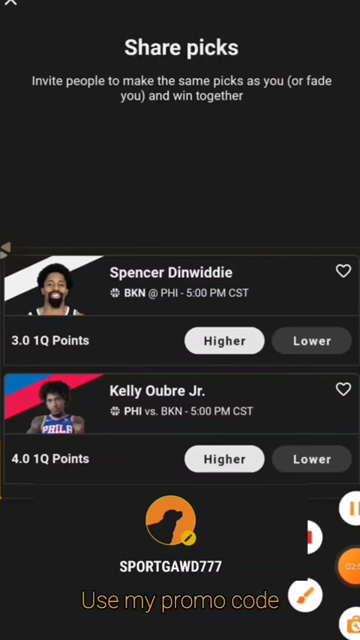 Share picks
Invite people to make the same picks as you (or fade
you) and win together
Spencer Dinwiddie
BKN @ PHI - 5:00 PM CST
3.0 1Q Points
Higher
Lower
Kelly Oubre Jr.
PHI vs. BKN - 5:00 PM CST
4.0 1Q Points
Higher
Lower
SPORTGAWD777
Use my promo code